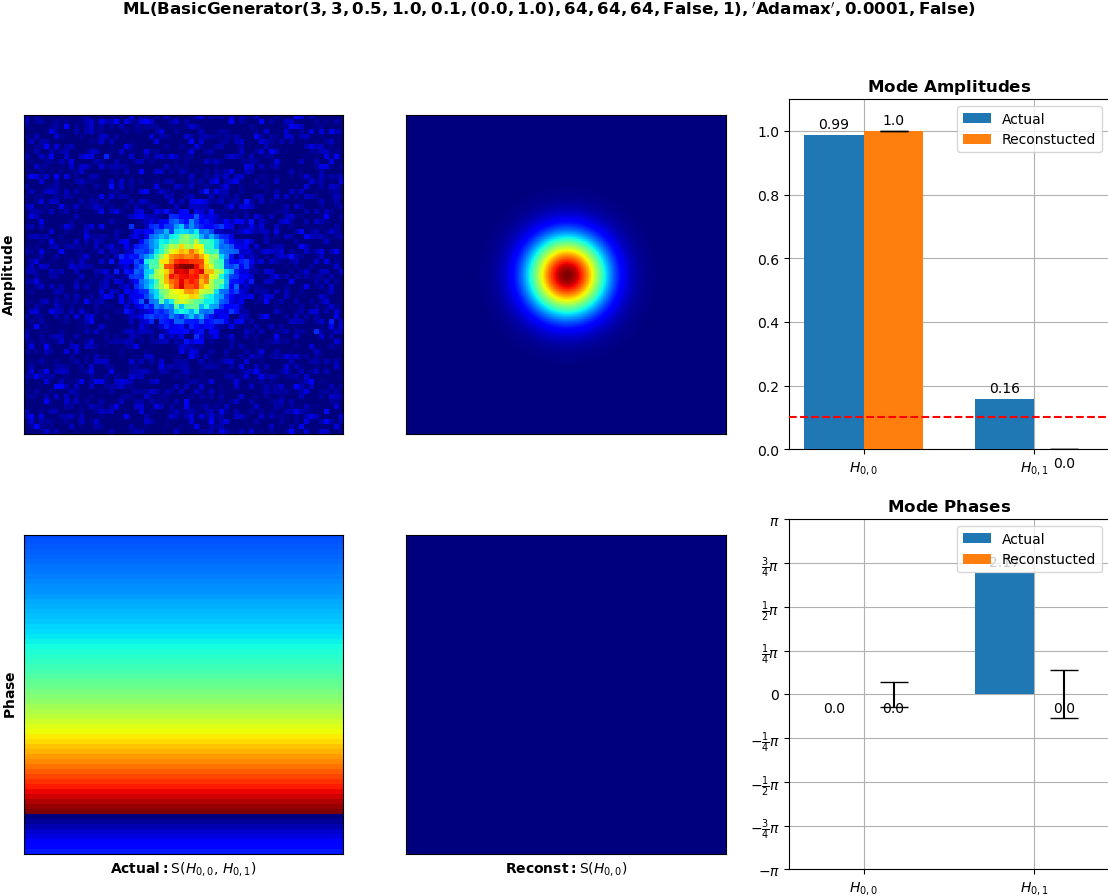 ML(BasicGenerator(3, 3, 0.5, 1.0, 0.1, (0.0, 1.0), 64, 64, 64, False, 1), ′Adamax′, 0.0001, False)
Amplitude
Mode Amplitudes
Actual
Reconstucted
0.99
1.0
0.16
0.0
1.0
0.8
0.6
0.4
0.2
0.0
H0,0
H0,1
Phase
Actual: S(H0,0, H0,1)
Reconst: S(H0,0)
Mode Phases
Actual
Reconstucted
π
3/4π
1/2π
1/4π
0
−1/4π
−1/2π
−3/4π
−π
0.0
0.0
0.0
H0,0
H0,1